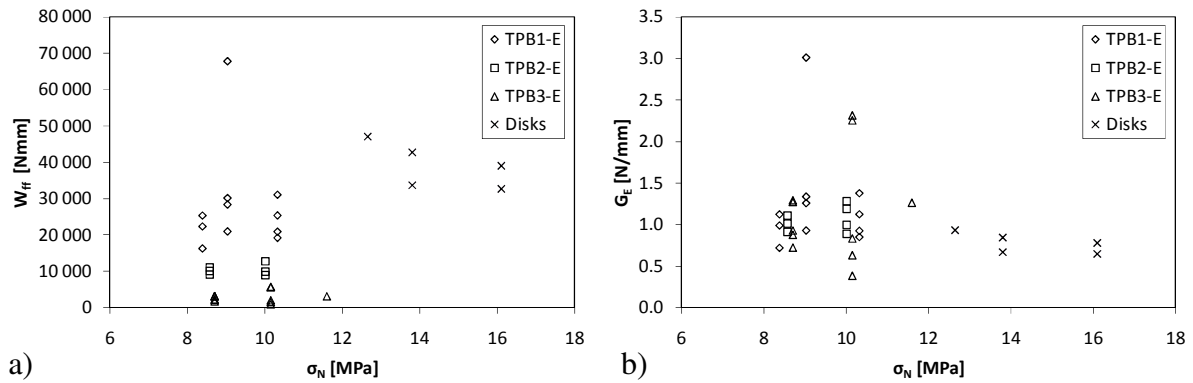 80 000
70 000
60 000
50 000
40 000
30 000
20 000
10 000
0
W_ff [Nmm]
6 8 10 12 14 16 18
σ_N [MPa]
TPB1-E
TPB2-E
TPB3-E
Disks
a)
3.5
3.0
2.5
2.0
1.5
1.0
0.5
0.0
G_E [N/mm]
6 8 10 12 14 16 18
σ_N [MPa]
TPB1-E
TPB2-E
TPB3-E
Disks
b)